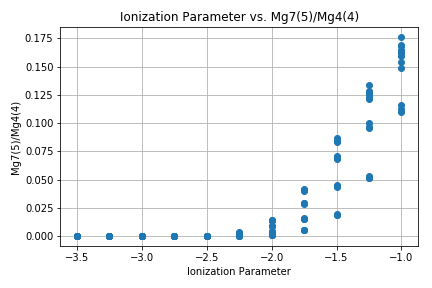 Ionization Parameter vs. Mg7(5)/Mg4(4)
0.175
0.150
0.125
0.100
0.075
0.050
0.025
0.000
Mg7(5)/Mg4(4)
−3.5 −3.0 −2.5 −2.0 −1.5 −1.0
Ionization Parameter